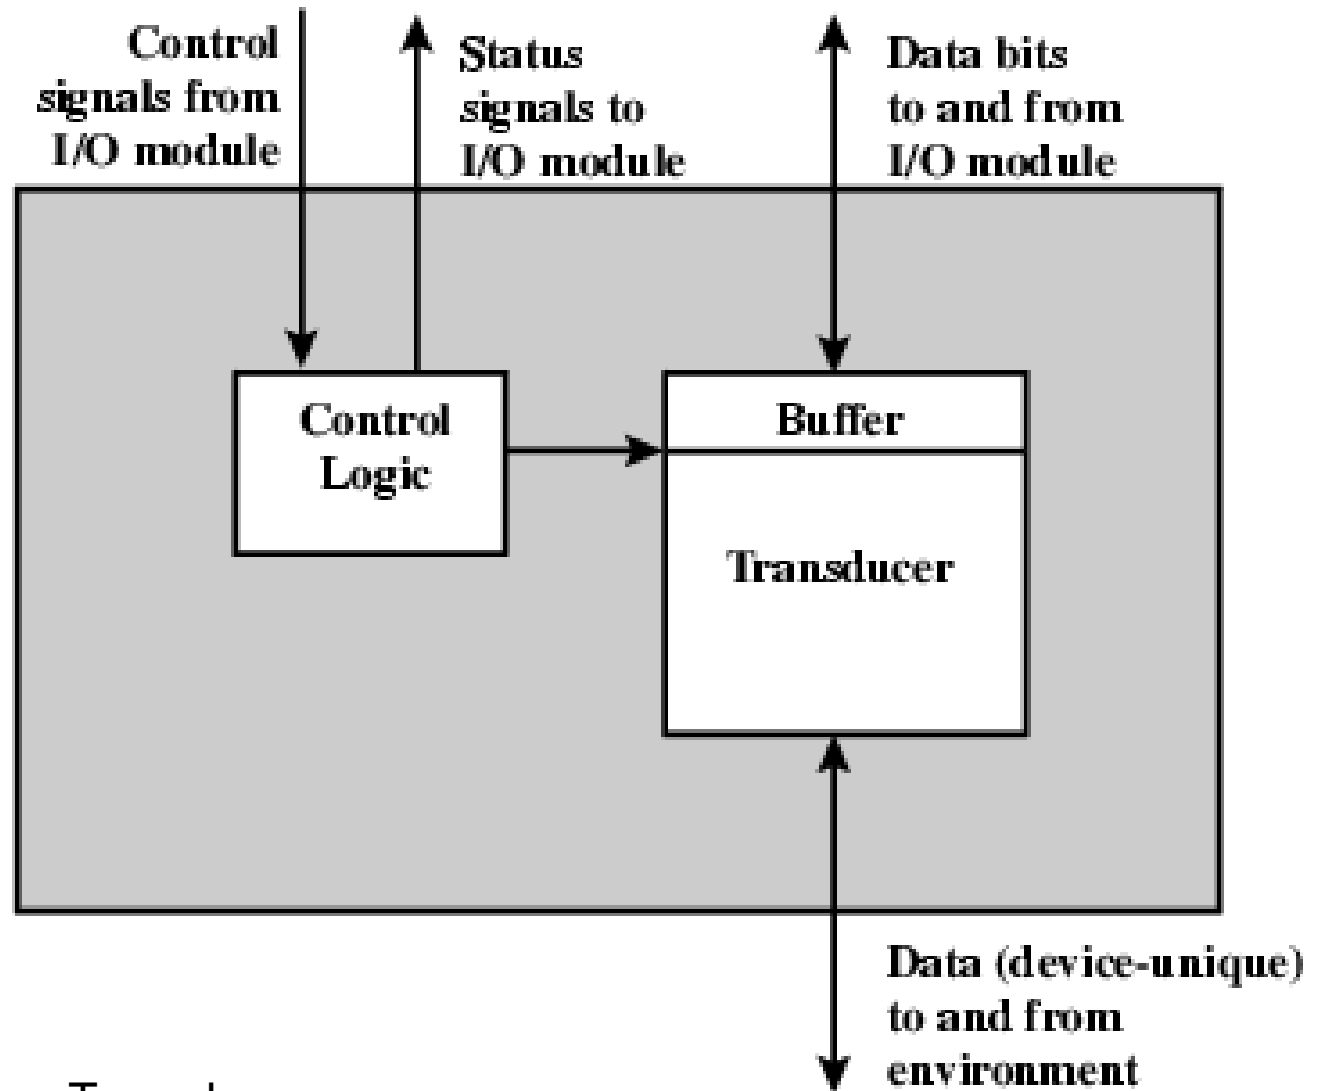 Control
signals from
I/O module
Status
signals to
I/O module
Data bits
to and from
I/O module
Control
Logic
Buffer
Transducer
Data (device-unique)
to and from
environment